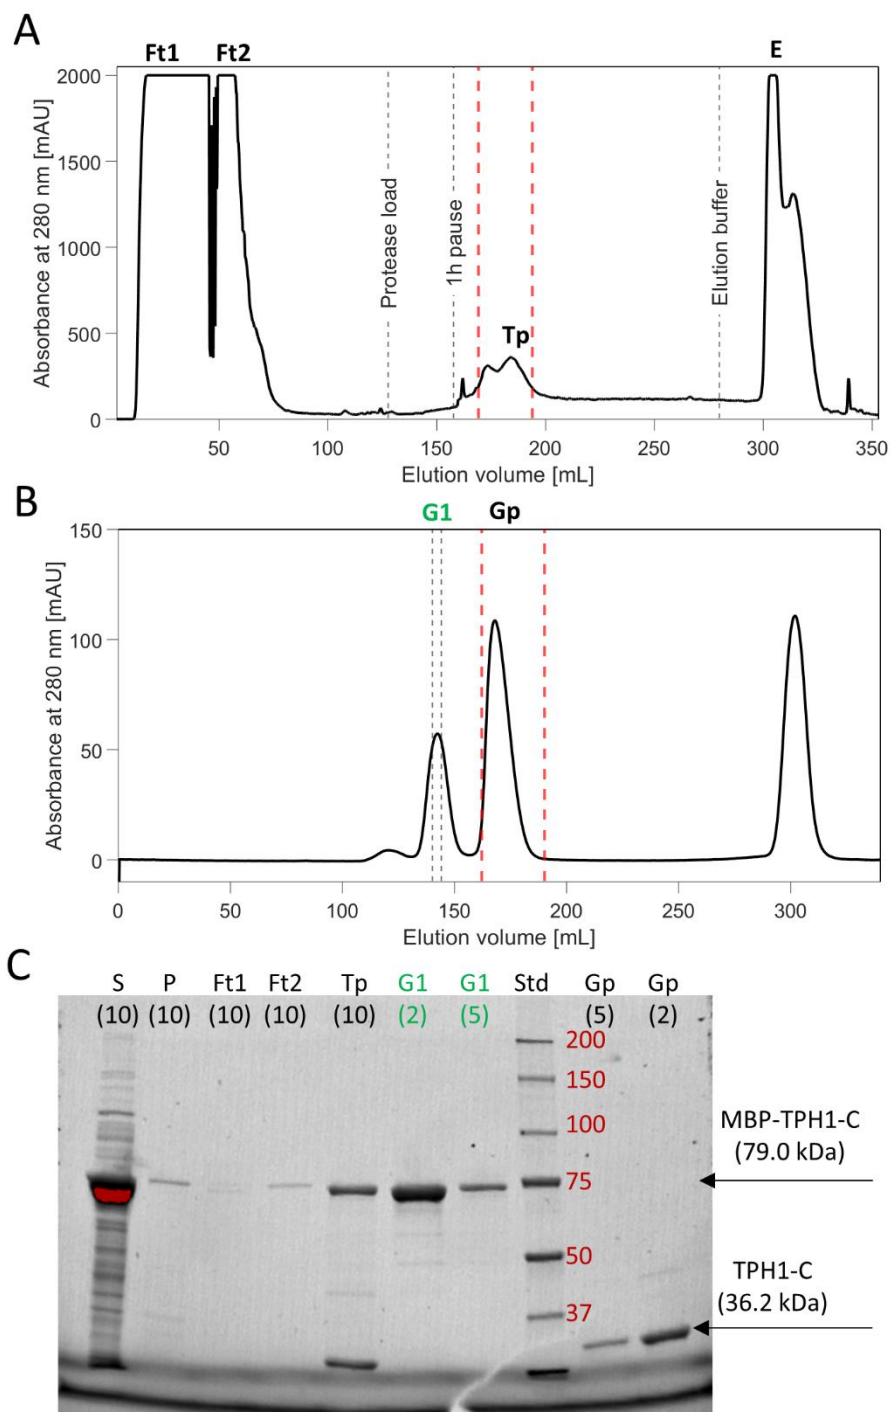 A
Ft1 Ft2 E
2000
1500
1000
500
0
Absorbance at 280 nm [mAU]
Protease load
1h pause
Tp
Elution buffer
50 100 150 200 250 300 350
Elution volume [mL]
B
G1 Gp
150
100
50
0
Absorbance at 280 nm [mAU]
0 50 100 150 200 250 300
Elution volume [mL]
C
S P Ft1 Ft2 Tp G1 G1 Std Gp Gp
(10) (10) (10) (10) (10) (2) (5) (5) (2)
200
150
100
75
50
37
MBP-TPH1-C
(79.0 kDa)
TPH1-C
(36.2 kDa)